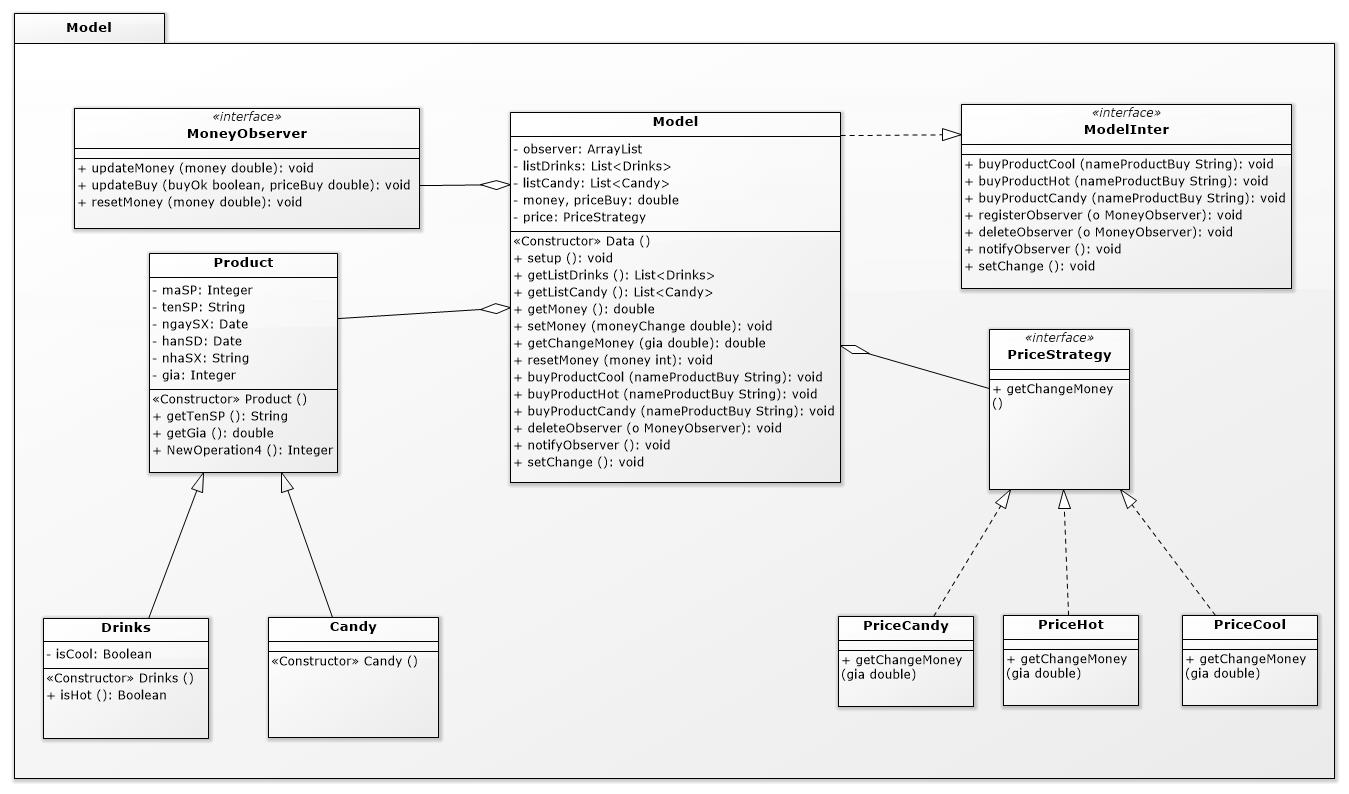 Model
«interface»
MoneyObserver
+ updateMoney (money double): void
+ updateBuy (buyOk boolean, priceBuy double): void
+ resetMoney (money double): void
Model
- observer: ArrayList
- listDrinks: List<Drinks>
- listCandy: List<Candy>
- money, priceBuy: double
- price: PriceStrategy
«Constructor» Data ()
+ setup (): void
+ getListDrinks (): List<Drinks>
+ getListCandy (): List<Candy>
+ getMoney (): double
+ setMoney (moneyChange double): void
+ getChangeMoney (gia double): double
+ resetMoney (money int): void
+ buyProductCool (nameProductBuy String): void
+ buyProductHot (nameProductBuy String): void
+ buyProductCandy (nameProductBuy String): void
+ deleteObserver (o MoneyObserver): void
+ notifyObserver (): void
+ setChange (): void
«interface»
ModelInter
+ buyProductCool (nameProductBuy String): void
+ buyProductHot (nameProductBuy String): void
+ buyProductCandy (nameProductBuy String): void
+ registerObserver (o MoneyObserver): void
+ deleteObserver (o MoneyObserver): void
+ notifyObserver (): void
+ setChange (): void
Product
- maSP: Integer
- tenSP: String
- ngaySX: Date
- hanSD: Date
- nhaSX: String
- gia: Integer
«Constructor» Product ()
+ getTenSP (): String
+ getGia (): double
+ NewOperation4 (): Integer
«interface»
PriceStrategy
+ getChangeMoney
()
Drinks
- isCool: Boolean
«Constructor» Drinks ()
+ isHot (): Boolean
Candy
«Constructor» Candy ()
PriceCandy
+ getChangeMoney
(gia double)
PriceHot
+ getChangeMoney
(gia double)
PriceCool
+ getChangeMoney
(gia double)